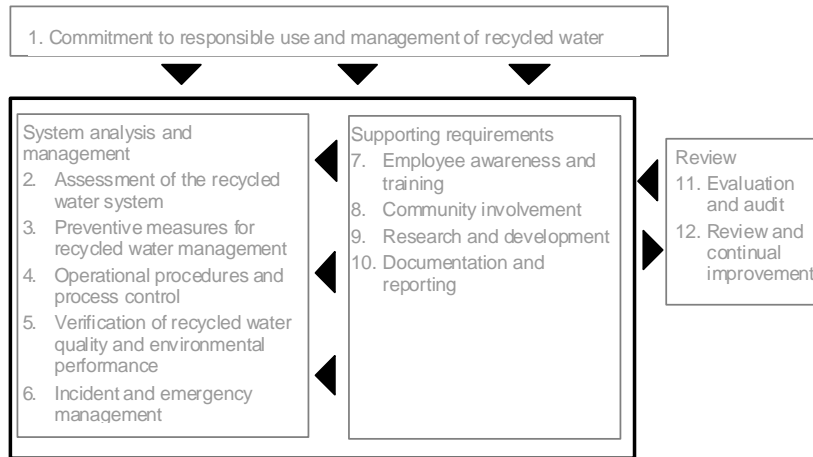 1. Commitment to responsible use and management of recycled water
System analysis and
management
2. Assessment of the recycled
water system
3. Preventive measures for
recycled water management
4. Operational procedures and
process control
5. Verification of recycled water
quality and environmental
performance
6. Incident and emergency
management
Supporting requirements
7. Employee awareness and
training
8. Community involvement
9. Research and development
10. Documentation and
reporting
Review
11. Evaluation
and audit
12. Review and
continual
improvement